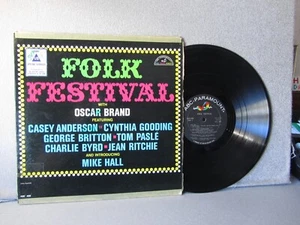 FOLK
FESTIVAL
WITH
OSCAR BRAND
FEATURING
CASEY ANDERSON • CYNTHIA GOODING
GEORGE BRITTON • TOM PASLE
CHARLIE BYRD • JEAN RITCHIE
AND INTRODUCING
MIKE HALL
ABC-PARAMOUNT